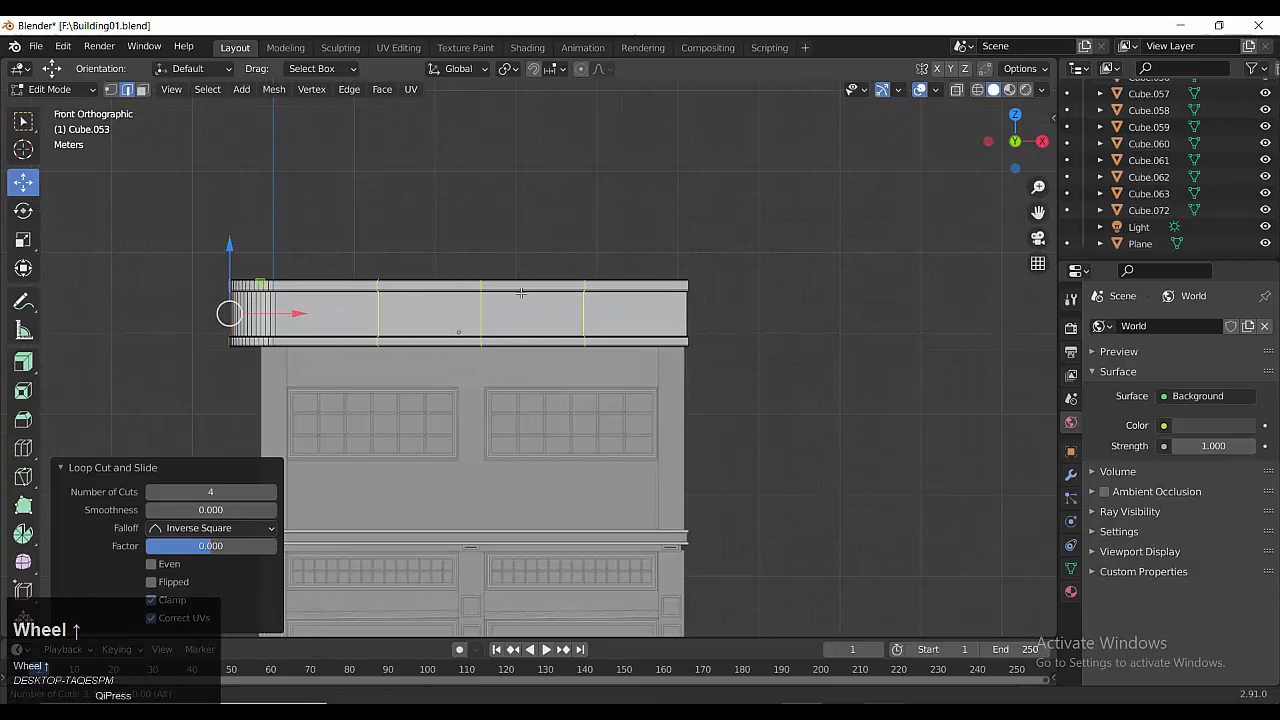 Blender* [F:\Building01.blend]
File Edit Render Window Help Layout Modeling Sculpting UV Editing Texture Paint Shading Animation Rendering Compositing Scripting + Scene View Layer
Orientation: Default Drag: Select Box Global X Y Z Options
Edit Mode View Select Add Mesh Vertex Edge Face UV
Front Orthographic
(1) Cube.053
Meters
Z
Y
X
Cube.057
Cube.058
Cube.059
Cube.060
Cube.061
Cube.062
Cube.063
Cube.072
Light
Plane
Scene World
World
Preview
Surface
Surface Background
Color
Strength 1.000
Volume
Ambient Occlusion
Ray Visibility
Settings
Viewport Display
Custom Properties
Loop Cut and Slide
Number of Cuts 4
Smoothness 0.000
Falloff Inverse Square
Factor 0.000
Even
Flipped
Clamp
Correct UVs
Wheel ↑
Wheel ↑
DESKTOP-TAQESPM
QiPress
Playback Keying View Marker 1 Start 1 End 250
50 60 70 80 90 100 110 120 130 140 150 160 170 180 190 200 210 220 230 240 250
Activate Windows
Go to Settings to activate Windows.
2.91.0